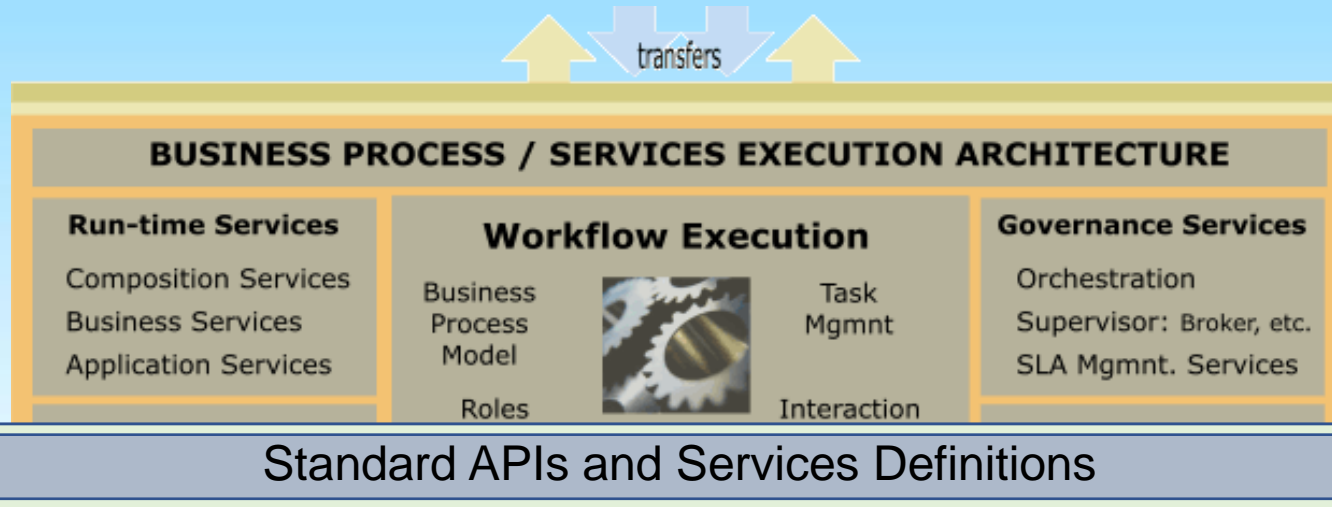 transfers
BUSINESS PROCESS / SERVICES EXECUTION ARCHITECTURE
Run-time Services
Composition Services
Business Services
Application Services
Workflow Execution
Business
Process
Model
Roles
Task
Mgmnt
Interaction
Governance Services
Orchestration
Supervisor: Broker, etc.
SLA Mgmnt. Services
Standard APIs and Services Definitions